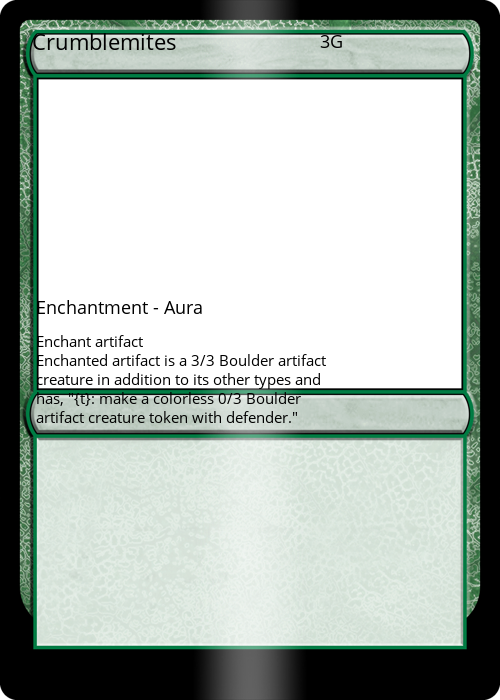 Crumblemites 3G
Enchantment - Aura
Enchant artifact
Enchanted artifact is a 3/3 Boulder artifact
creature in addition to its other types and
has, "{t}: make a colorless 0/3 Boulder
artifact creature token with defender."